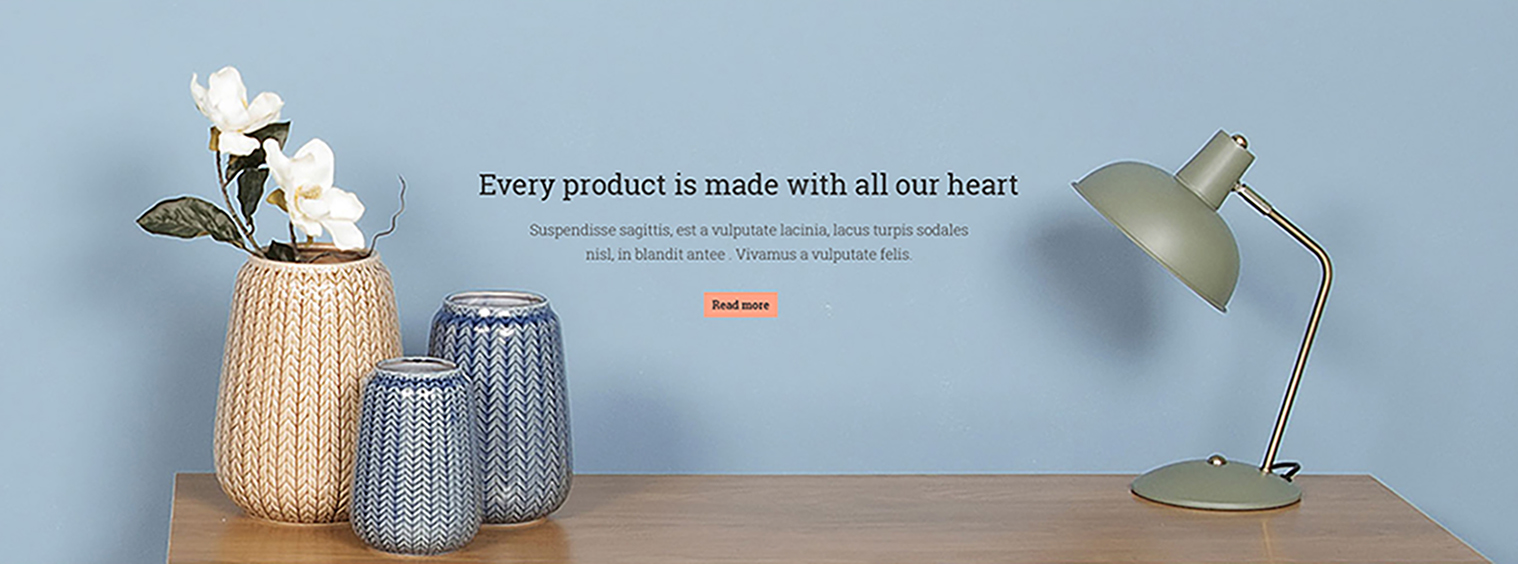 Every product is made with all our heart
Suspendisse sagittis, est a vulputate lacinia, lacus turpis sodales
nisl, in blandit antee . Vivamus a vulputate felis.
Read more